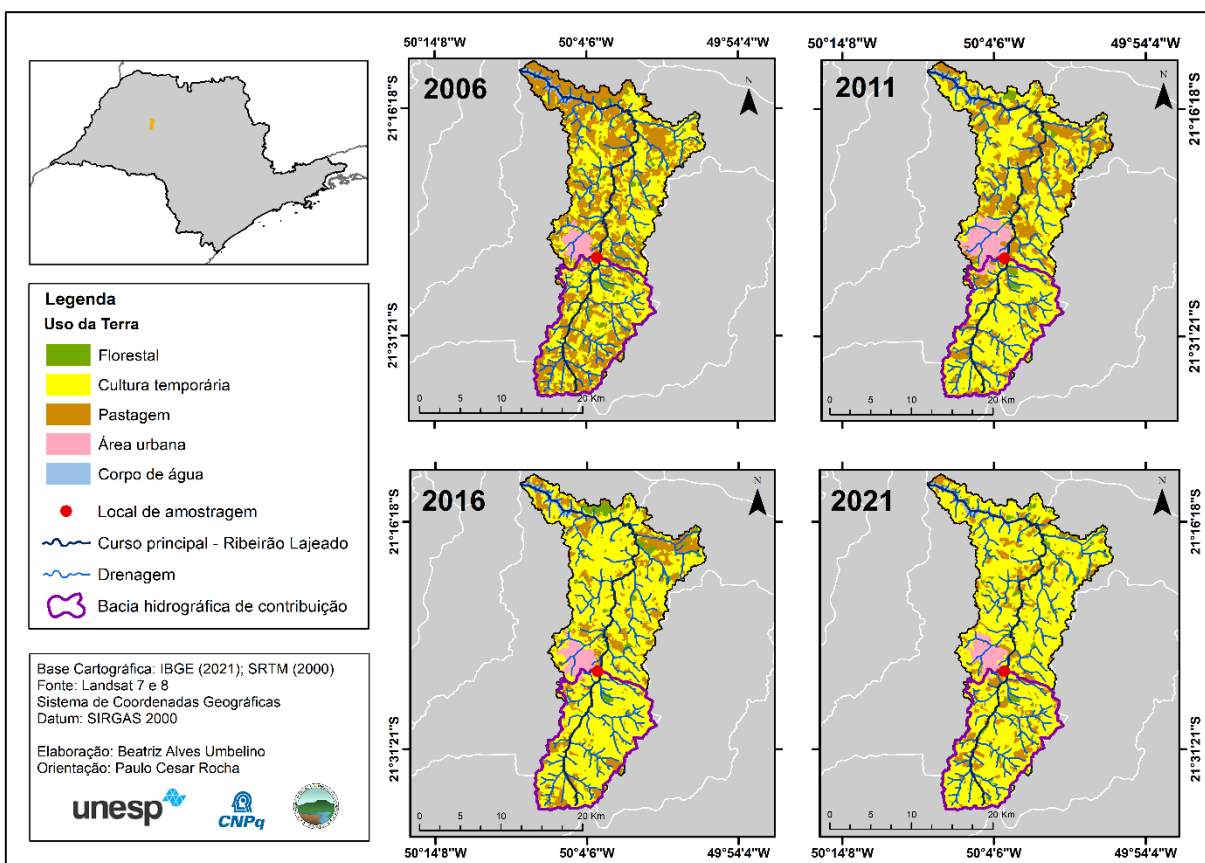 Legenda
Uso da Terra
Florestal
Cultura temporária
Pastagem
Área urbana
Corpo de água
Local de amostragem
Curso principal - Ribeirão Lajeado
Drenagem
Bacia hidrográfica de contribuição
Base Cartográfica: IBGE (2021); SRTM (2000)
Fonte: Landsat 7 e 8
Sistema de Coordenadas Geográficas
Datum: SIRGAS 2000
Elaboração: Beatriz Alves Umbelino
Orientação: Paulo Cesar Rocha
unesp
CNPq
50°14'8"W 50°4'6"W 49°54'4"W
2006
N
21°16'18"S
21°31'21"S
0 5 10 20 Km
50°14'8"W 50°4'6"W 49°54'4"W
2011
N
21°16'18"S
21°31'21"S
0 5 10 20 Km
2016
N
21°16'18"S
21°31'21"S
0 5 10 20 Km
50°14'8"W 50°4'6"W 49°54'4"W
2021
N
21°16'18"S
21°31'21"S
0 5 10 20 Km
50°14'8"W 50°4'6"W 49°54'4"W